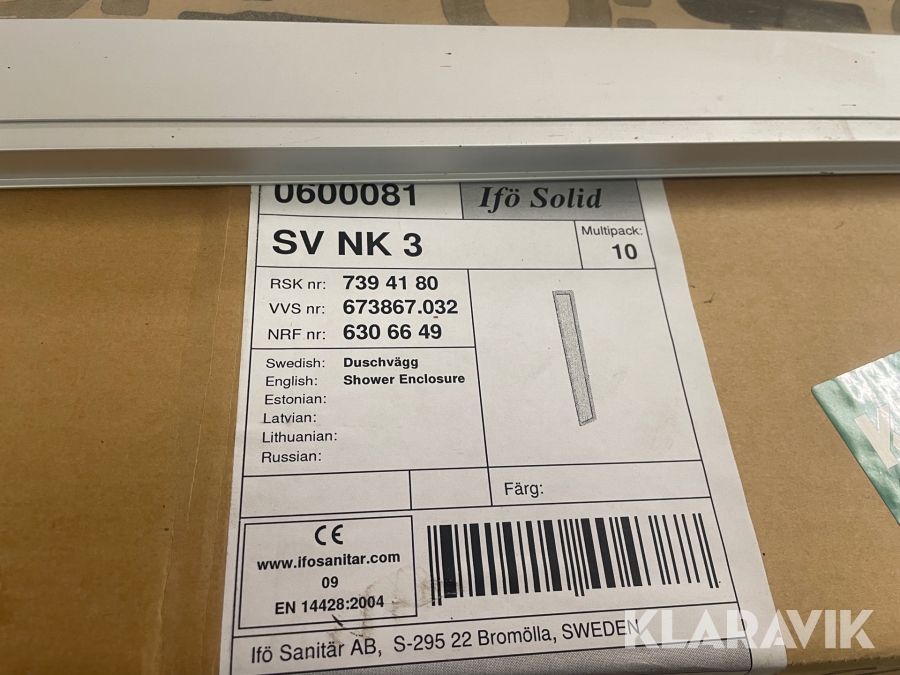 0600081
Ifö Solid
SV NK 3
Multipack:
10
RSK nr: 739 41 80
VVS nr: 673867.032
NRF nr: 630 66 49
Swedish: Duschvägg
English: Shower Enclosure
Estonian:
Latvian:
Lithuanian:
Russian:
Färg:
CE
www.ifosanitar.com
09
EN 14428:2004
Ifö Sanitär AB, S-295 22 Bromölla, SWEDEN
KLARAVIK